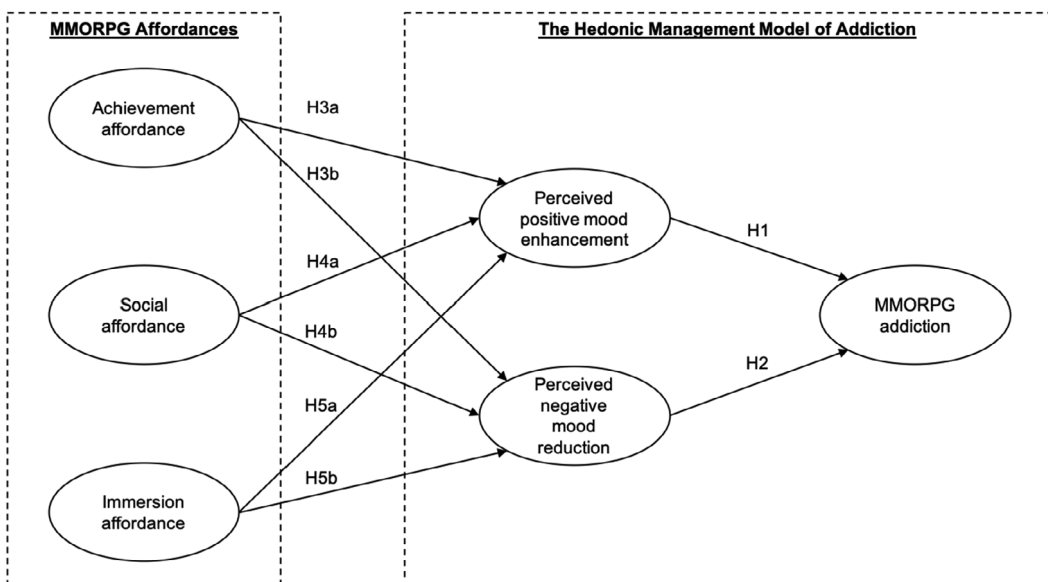 MMORPG Affordances
The Hedonic Management Model of Addiction
Achievement
affordance
H3a
H3b
Perceived
positive mood
enhancement
H1
H4a
Social
affordance
H4b
MMORPG
addiction
H2
H5a
Perceived
negative
mood
reduction
H5b
Immersion
affordance